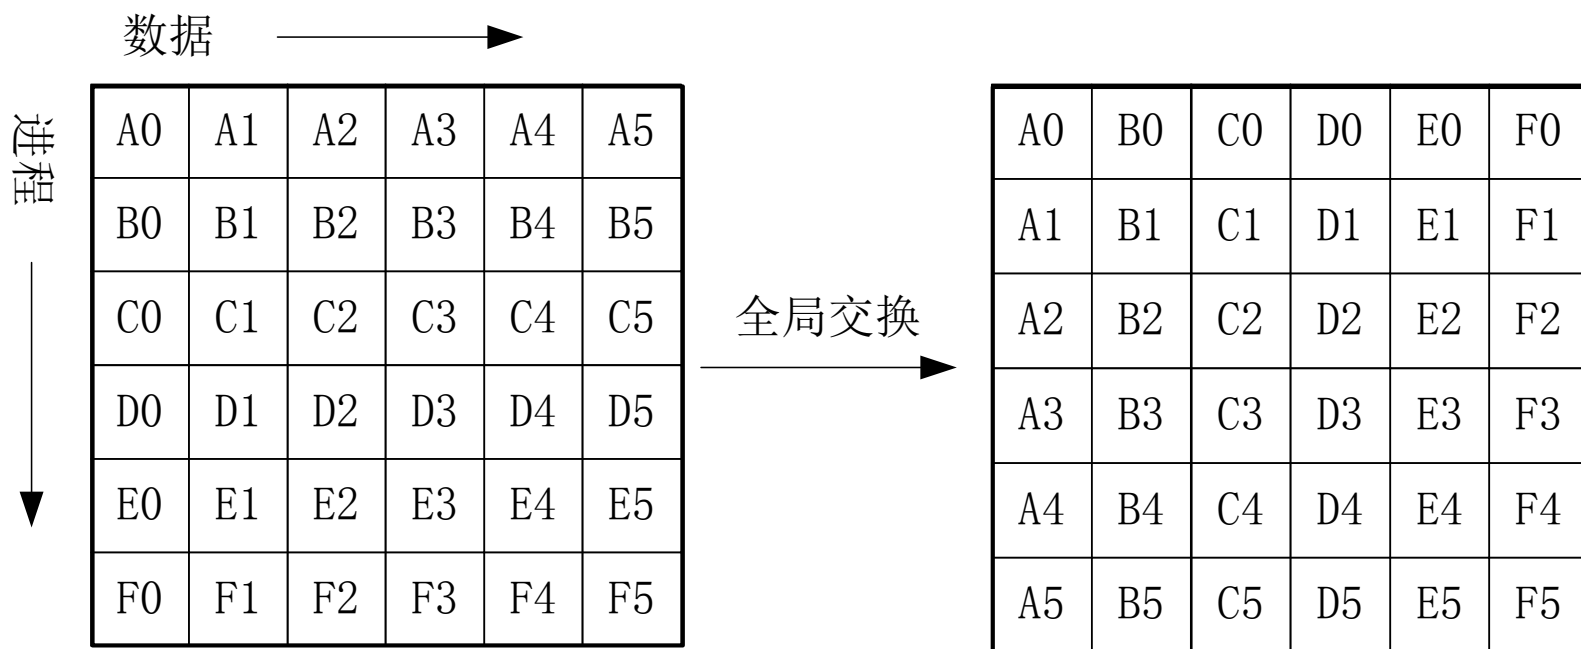 数据
进程
A0 A1 A2 A3 A4 A5
B0 B1 B2 B3 B4 B5
C0 C1 C2 C3 C4 C5
D0 D1 D2 D3 D4 D5
E0 E1 E2 E3 E4 E5
F0 F1 F2 F3 F4 F5
全局交换
A0 B0 C0 D0 E0 F0
A1 B1 C1 D1 E1 F1
A2 B2 C2 D2 E2 F2
A3 B3 C3 D3 E3 F3
A4 B4 C4 D4 E4 F4
A5 B5 C5 D5 E5 F5